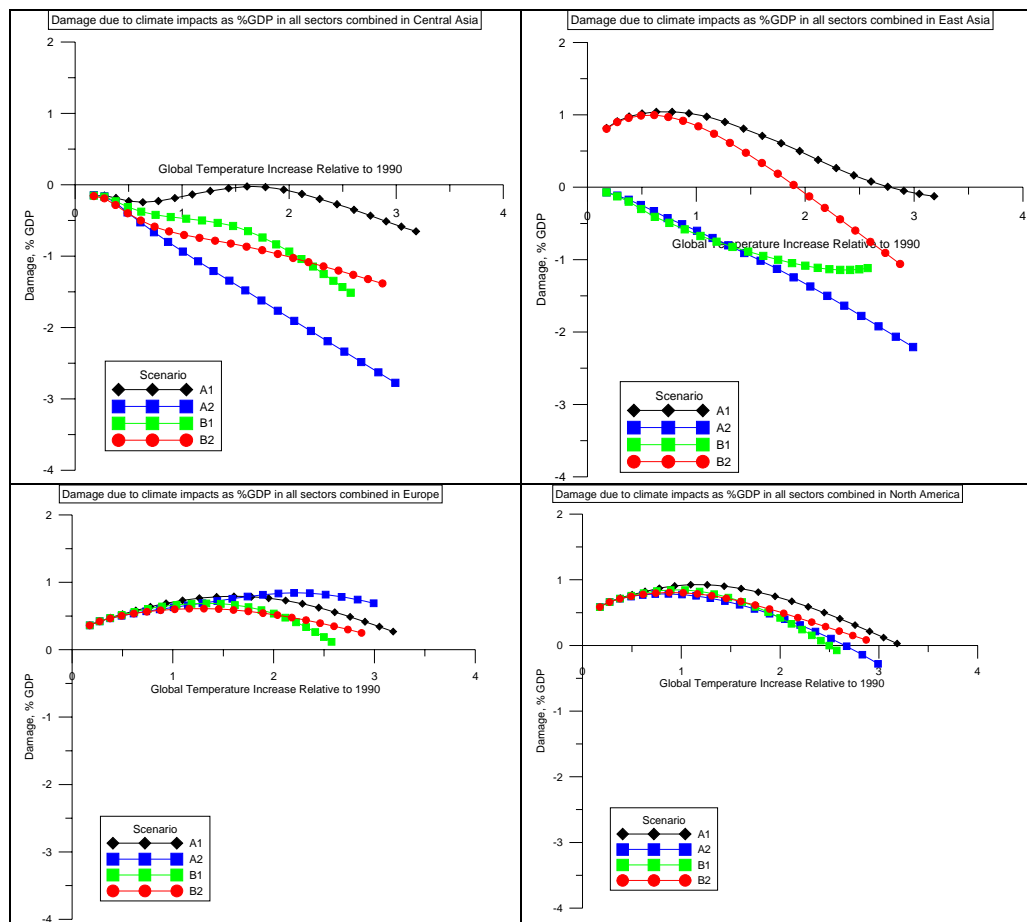 Damage due to climate impacts as %GDP in all sectors combined in Central Asia
2
1
0
-1
-2
-3
-4
Damage, % GDP
Global Temperature Increase Relative to 1990
0 1 2 3 4
Scenario
A1
A2
B1
B2
Damage due to climate impacts as %GDP in all sectors combined in East Asia
2
1
0
-1
-2
-3
-4
Damage, % GDP
0 1 2 3 4
Global Temperature Increase Relative to 1990
Scenario
A1
A2
B1
B2
Damage due to climate impacts as %GDP in all sectors combined in Europe
2
1
0
-1
-2
-3
-4
Damage, % GDP
0 1 2 3 4
Global Temperature Increase Relative to 1990
Scenario
A1
A2
B1
B2
Damage due to climate impacts as %GDP in all sectors combined in North America
2
1
0
-1
-2
-3
-4
Damage, % GDP
0 1 2 3 4
Global Temperature Increase Relative to 1990
Scenario
A1
A2
B1
B2